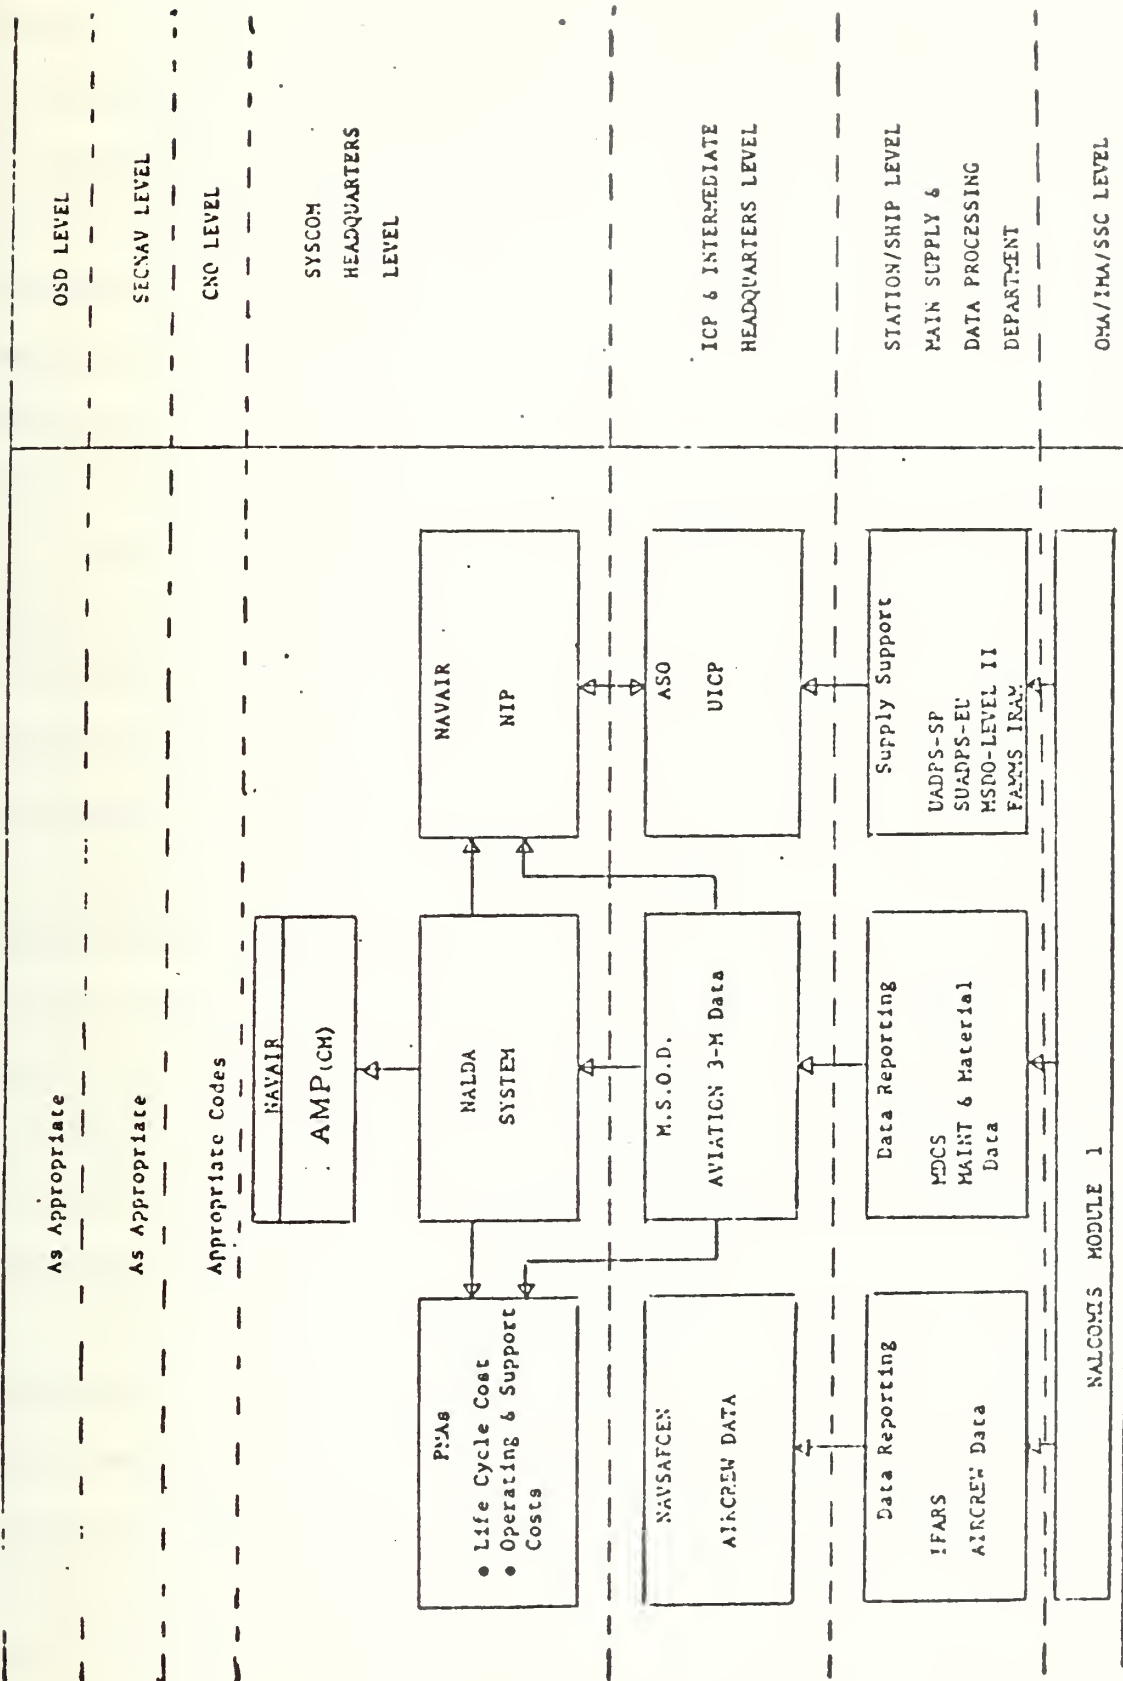 As Appropriate
OSD LEVEL
As Appropriate
SECNAV LEVEL
Appropriate Codes
CNO LEVEL
NAVAIR
AMP(CM)
SYSCOM
HEADQUARTERS
LEVEL
PMAs
• Life Cycle Cost
• Operating & Support
Costs
NALDA
SYSTEM
NAVAIR
NIP
NAVSAFCEN
AIRCREW DATA
M.S.O.D.
AVIATION 3-M Data
ASO
UICP
ICP & INTERMEDIATE
HEADQUARTERS LEVEL
Data Reporting
IFARS
AIRCREW Data
Data Reporting
MDCS
MAINT & Material
Data
Supply Support
UADPS-SP
SUADPS-EU
MSDO-LEVEL II
FAMMS IRAM
STATION/SHIP LEVEL
MAIN SUPPLY &
DATA PROCESSING
DEPARTMENT
NALCOMIS MODULE 1
OMA/IMA/SSC LEVEL